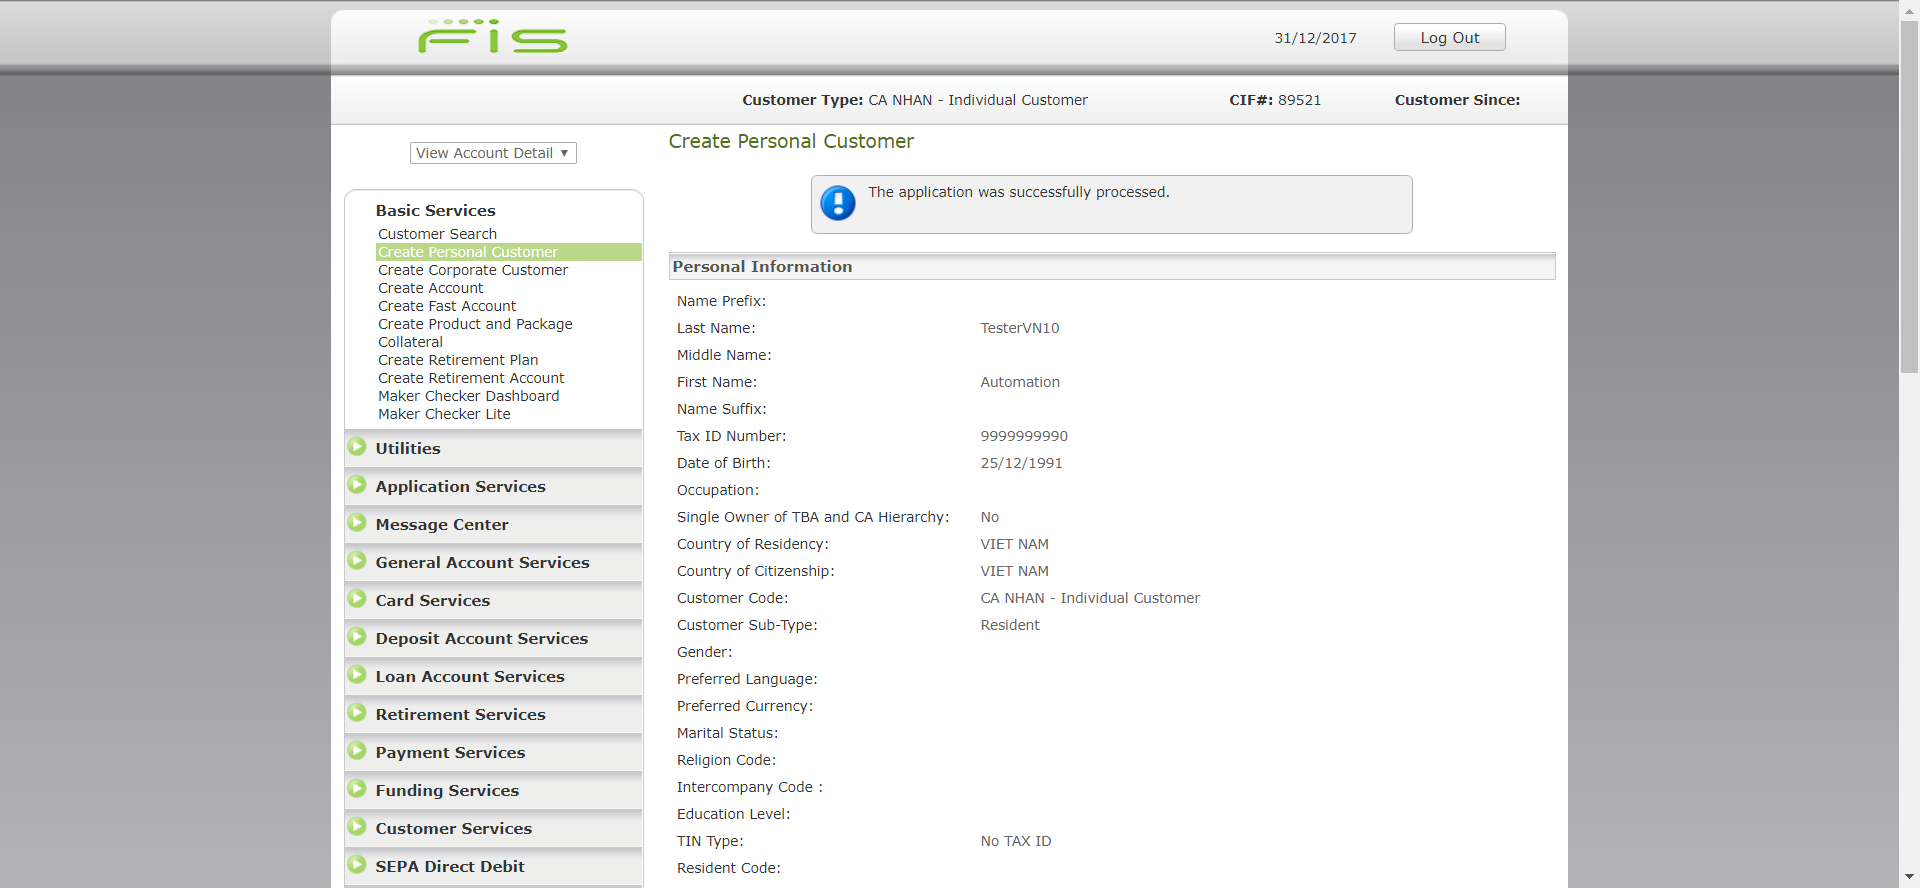 FIS
31/12/2017
Log Out
Customer Type: CA NHAN - Individual Customer
CIF#: 89521
Customer Since:
View Account Detail
Basic Services
Customer Search
Create Personal Customer
Create Corporate Customer
Create Account
Create Fast Account
Create Product and Package
Collateral
Create Retirement Plan
Create Retirement Account
Maker Checker Dashboard
Maker Checker Lite
Utilities
Application Services
Message Center
General Account Services
Card Services
Deposit Account Services
Loan Account Services
Retirement Services
Payment Services
Funding Services
Customer Services
SEPA Direct Debit
Create Personal Customer
The application was successfully processed.
Personal Information
Name Prefix:
Last Name: TesterVN10
Middle Name:
First Name: Automation
Name Suffix:
Tax ID Number: 9999999990
Date of Birth: 25/12/1991
Occupation:
Single Owner of TBA and CA Hierarchy: No
Country of Residency: VIET NAM
Country of Citizenship: VIET NAM
Customer Code: CA NHAN - Individual Customer
Customer Sub-Type: Resident
Gender:
Preferred Language:
Preferred Currency:
Marital Status:
Religion Code:
Intercompany Code :
Education Level:
TIN Type: No TAX ID
Resident Code: